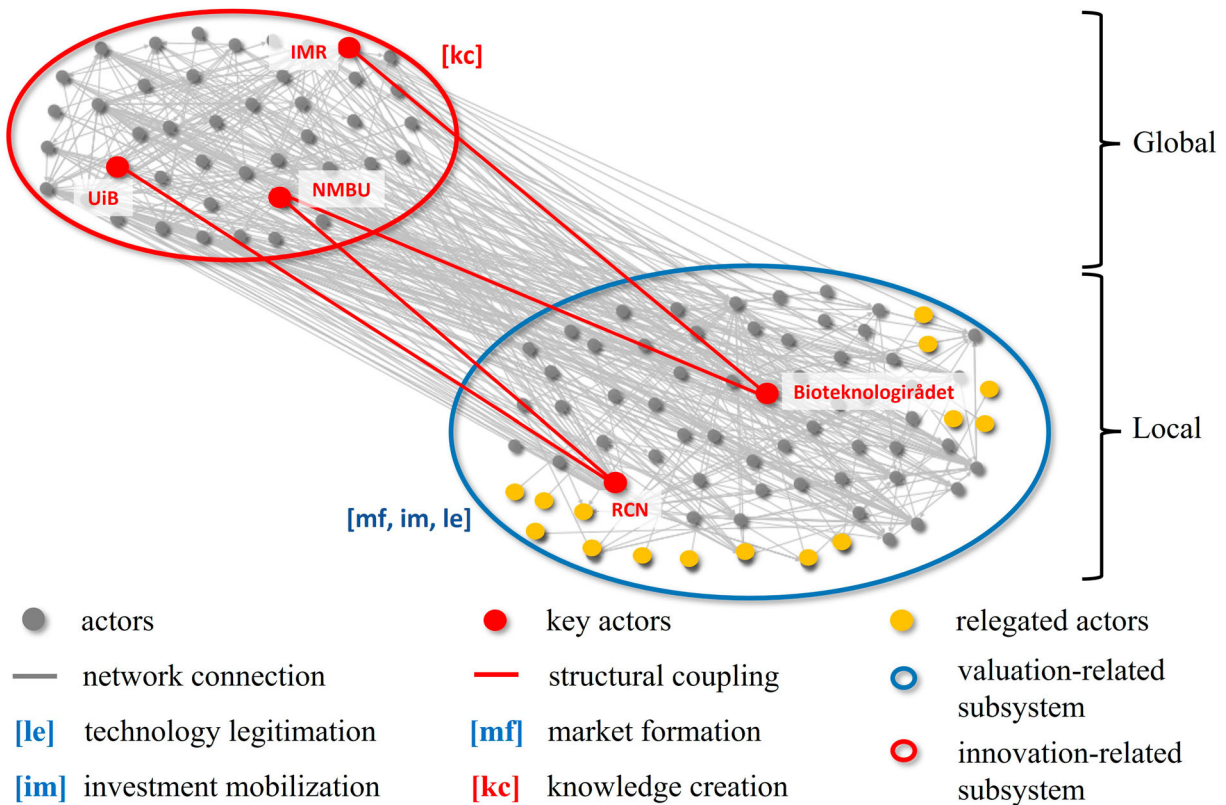 IMR
[kc]
Global
UiB
NMBU
Bioteknologirådet
Local
[mf, im, le]
RCN
actors
key actors
relegated actors
network connection
structural coupling
valuation-related
subsystem
[le] technology legitimation
[mf] market formation
innovation-related
subsystem
[im] investment mobilization
[kc] knowledge creation